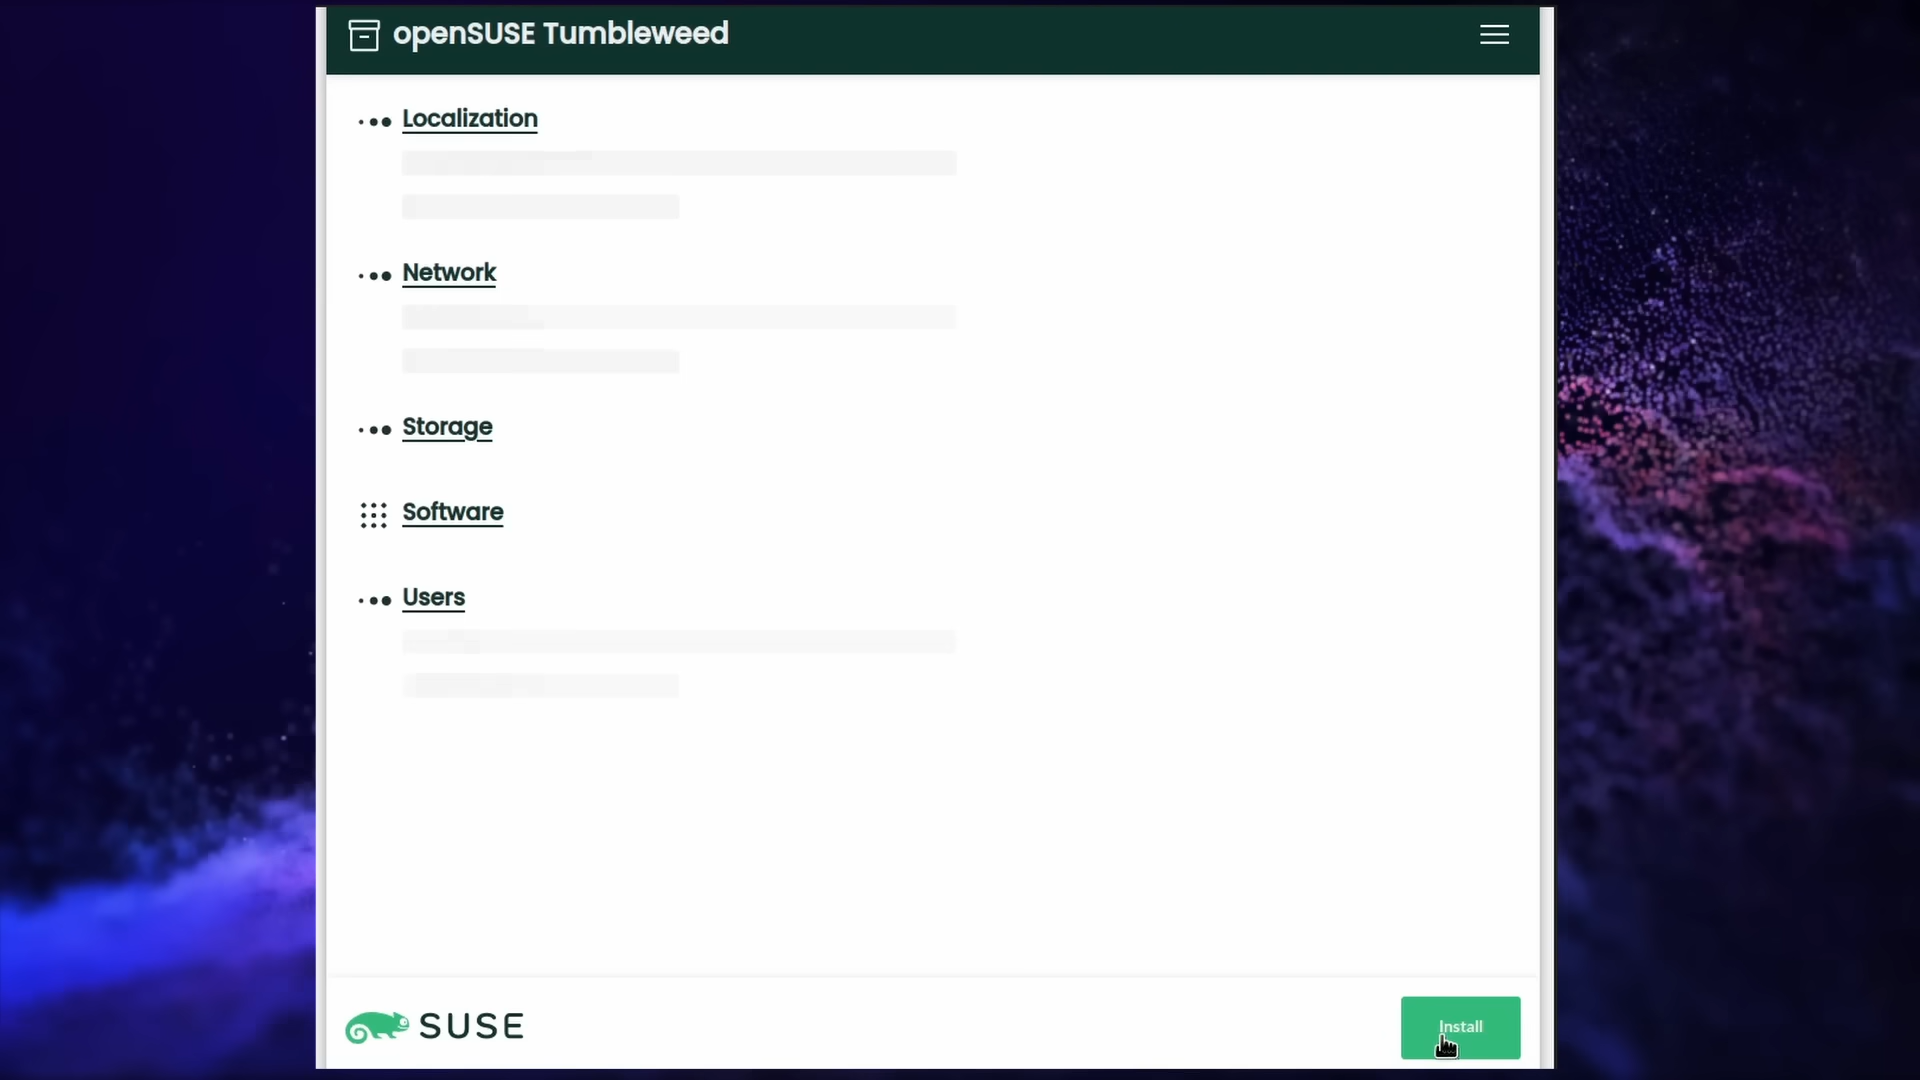 openSUSE Tumbleweed
Localization
Network
Storage
Software
Users
SUSE
Install